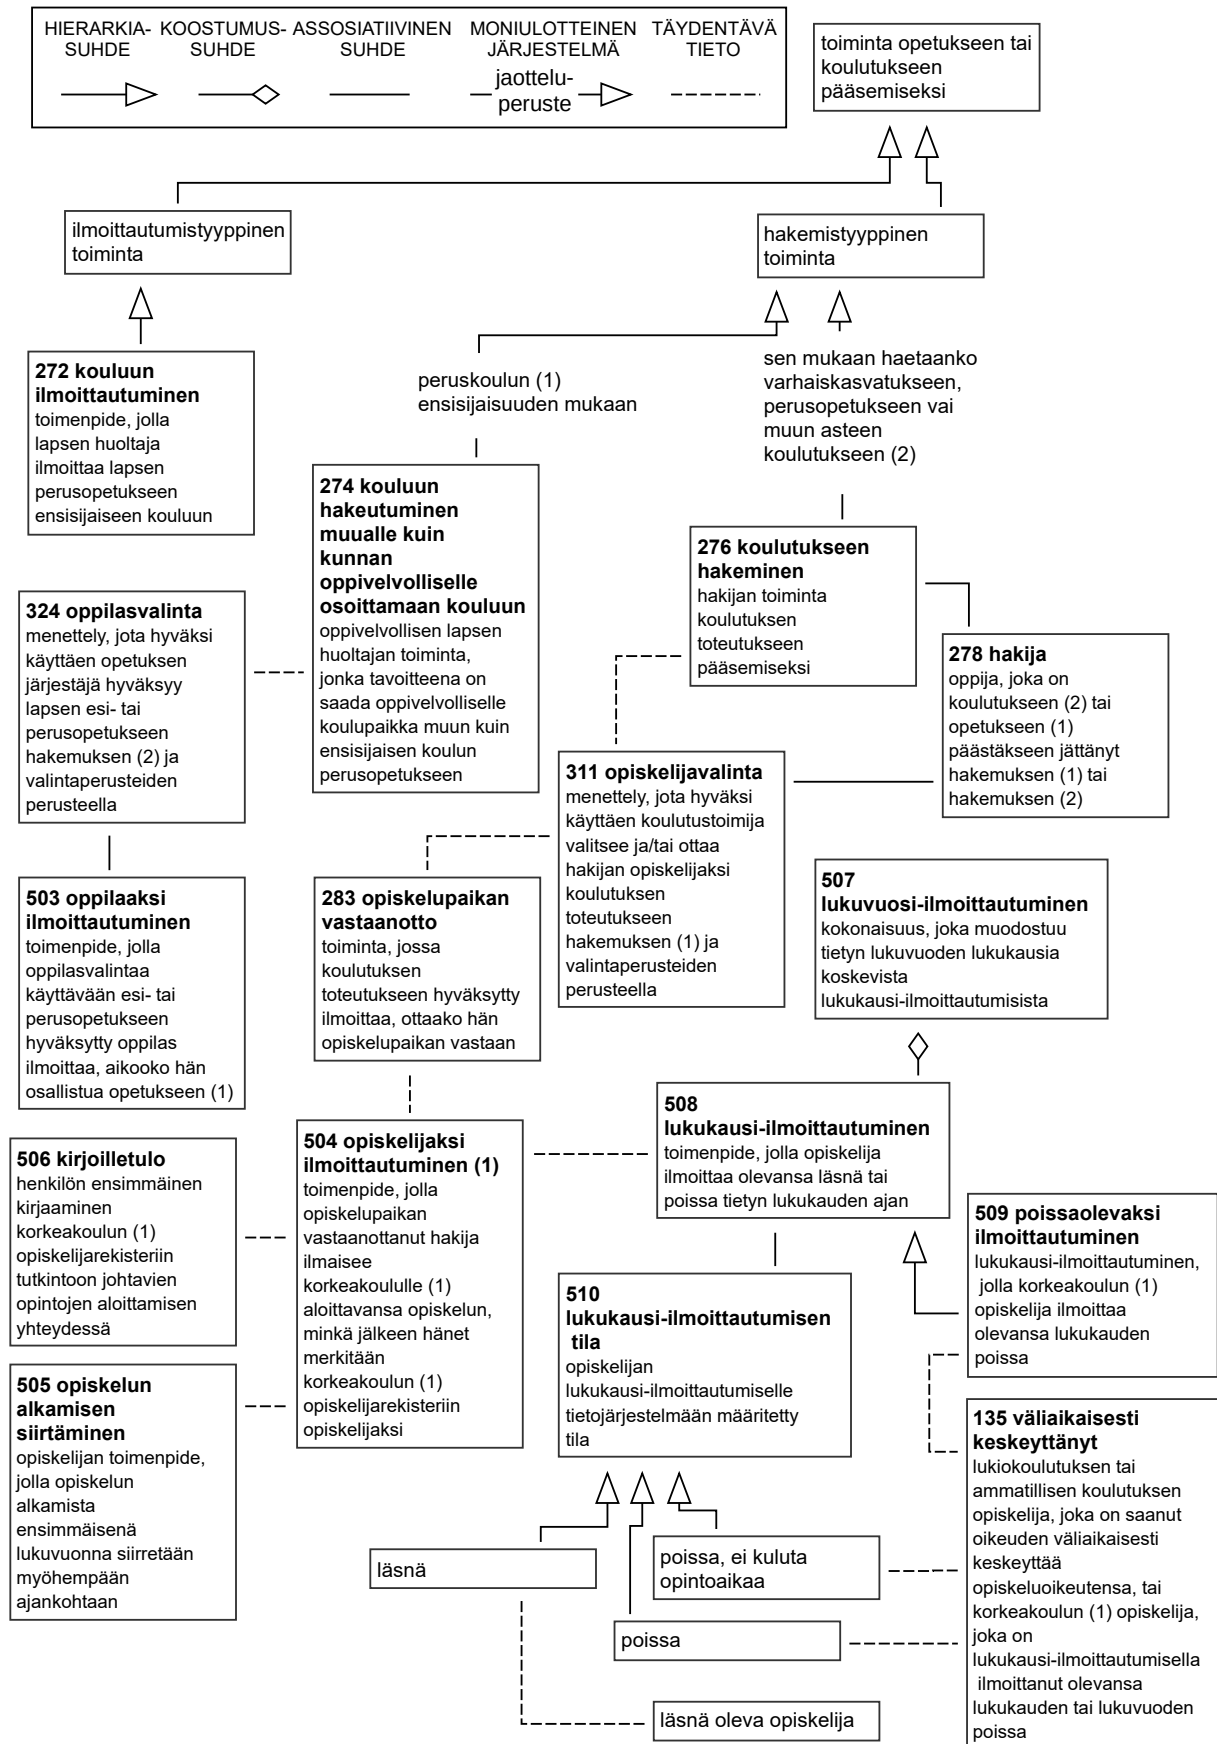 HIERARKIA-
SUHDE
KOOSTUMUS-
SUHDE
ASSOSIATIIVINEN
SUHDE
MONIULOTTEINEN
JÄRJESTELMÄ
jaottelu-
peruste
TÄYDENTÄVÄ
TIETO
toiminta opetukseen tai
koulutukseen
pääsemiseksi
ilmoittautumistyyppinen
toiminta
hakemistyyppinen
toiminta
272 kouluun
ilmoittautuminen
toimenpide, jolla
lapsen huoltaja
ilmoittaa lapsen
perusopetukseen
ensisijaiseen kouluun
peruskoulun (1)
ensisijaisuuden mukaan
sen mukaan haetaanko
varhaiskasvatukseen,
perusopetukseen vai
muun asteen
koulutukseen (2)
274 kouluun
hakeutuminen
muualle kuin
kunnan
oppivelvolliselle
osoittamaan kouluun
oppivelvollisen lapsen
huoltajan toiminta,
jonka tavoitteena on
saada oppivelvolliselle
koulupaikka muun kuin
ensisijaisen koulun
perusopetukseen
276 koulutukseen
hakeminen
hakijan toiminta
koulutuksen
toteutukseen
pääsemiseksi
324 oppilasvalinta
menettely, jota hyväksi
käyttäen opetuksen
järjestäjä hyväksyy
lapsen esi- tai
perusopetukseen
hakemuksen (2) ja
valintaperusteiden
perusteella
278 hakija
oppija, joka on
koulutukseen (2) tai
opetukseen (1)
päästäkseen jättänyt
hakemuksen (1) tai
hakemuksen (2)
311 opiskelijavalinta
menettely, jota hyväksi
käyttäen koulutustoimija
valitsee ja/tai ottaa
hakijan opiskelijaksi
koulutuksen
toteutukseen
hakemuksen (1) ja
valintaperusteiden
perusteella
503 oppilaaksi
ilmoittautuminen
toimenpide, jolla
oppilasvalintaa
käyttävään esi- tai
perusopetukseen
hyväksytty oppilas
ilmoittaa, aikooko hän
osallistua opetukseen (1)
283 opiskelupaikan
vastaanotto
toiminta, jossa
koulutuksen
toteutukseen hyväksytty
ilmoittaa, ottaako hän
opiskelupaikan vastaan
507
lukuvuosi-ilmoittautuminen
kokonaisuus, joka muodostuu
tietyn lukuvuoden lukukausia
koskevista
lukukausi-ilmoittautumisista
508
lukukausi-ilmoittautuminen
toimenpide, jolla opiskelija
ilmoittaa olevansa läsnä tai
poissa tietyn lukukauden ajan
504 opiskelijaksi
ilmoittautuminen (1)
toimenpide, jolla
opiskelupaikan
vastaanottanut hakija
ilmaisee
korkeakoululle (1)
aloittavansa opiskelun,
minkä jälkeen hänet
merkitään
korkeakoulun (1)
opiskelijarekisteriin
opiskelijaksi
506 kirjoilletulo
henkilön ensimmäinen
kirjaaminen
korkeakoulun (1)
opiskelijarekisteriin
tutkintoon johtavien
opintojen aloittamisen
yhteydessä
509 poissaolevaksi
ilmoittautuminen
lukukausi-ilmoittautuminen,
jolla korkeakoulun (1)
opiskelija ilmoittaa
olevansa lukukauden
poissa
510
lukukausi-ilmoittautumisen
tila
opiskelijan
lukukausi-ilmoittautumiselle
tietojärjestelmään määritetty
tila
505 opiskelun
alkamisen
siirtäminen
opiskelijan toimenpide,
jolla opiskelun
alkamista
ensimmäisenä
lukuvuonna siirretään
myöhempään
ajankohtaan
135 väliaikaisesti
keskeyttänyt
lukiokoulutuksen tai
ammatillisen koulutuksen
opiskelija, joka on saanut
oikeuden väliaikaisesti
keskeyttää
opiskeluoikeutensa, tai
korkeakoulun (1) opiskelija,
joka on
lukukausi-ilmoittautumisella
ilmoittanut olevansa
lukukauden tai lukuvuoden
poissa
läsnä
poissa, ei kuluta
opintoaikaa
poissa
läsnä oleva opiskelija